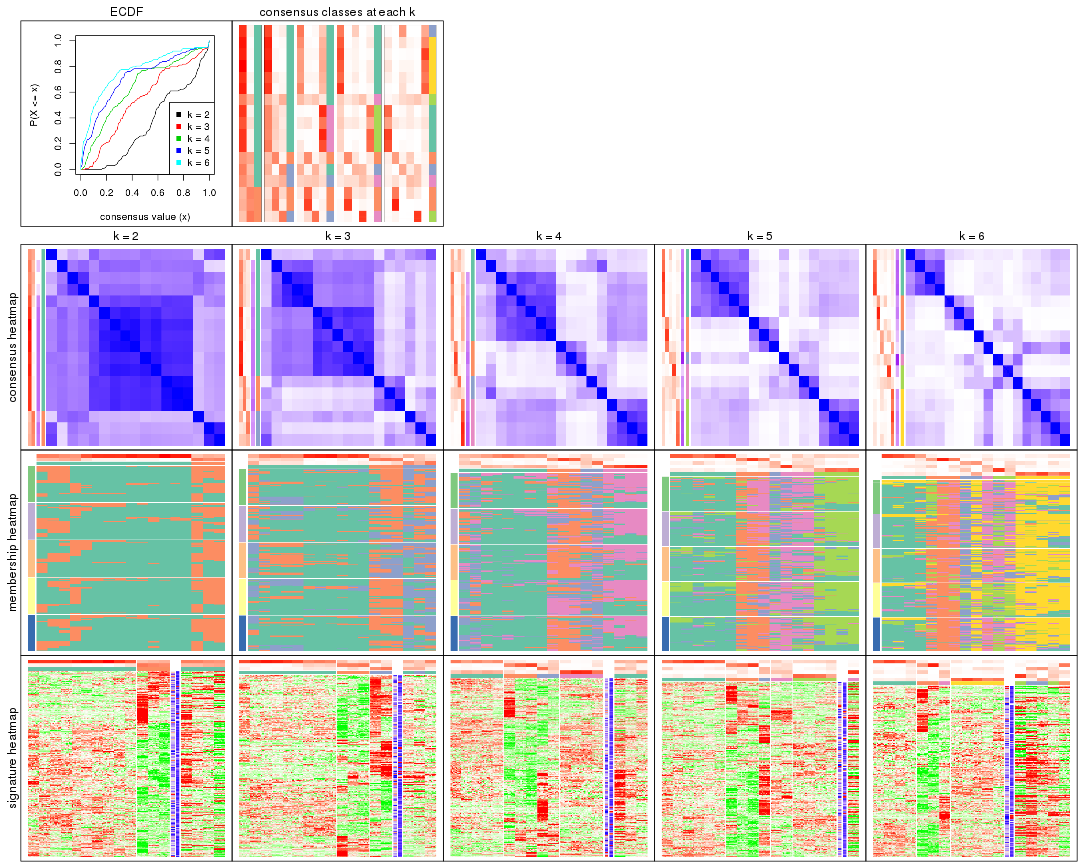 ECDF
consensus classes at each k
P(X <= x)
0.0 0.2 0.4 0.6 0.8 1.0
k = 2
k = 3
k = 4
k = 5
k = 6
0.0 0.2 0.4 0.6 0.8 1.0
consensus value (x)
k = 2
k = 3
k = 4
k = 5
k = 6
consensus heatmap
membership heatmap
signature heatmap